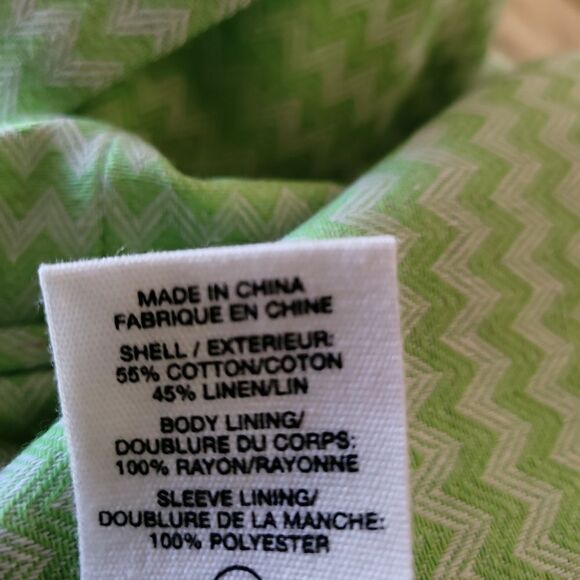 MADE IN CHINA
FABRIQUE EN CHINE
SHELL / EXTERIEUR:
55% COTTON/COTON
45% LINEN/LIN
BODY LINING/
DOUBLURE DU CORPS:
100% RAYON/RAYONNE
SLEEVE LINING/
DOUBLURE DE LA MANCHE:
100% POLYESTER